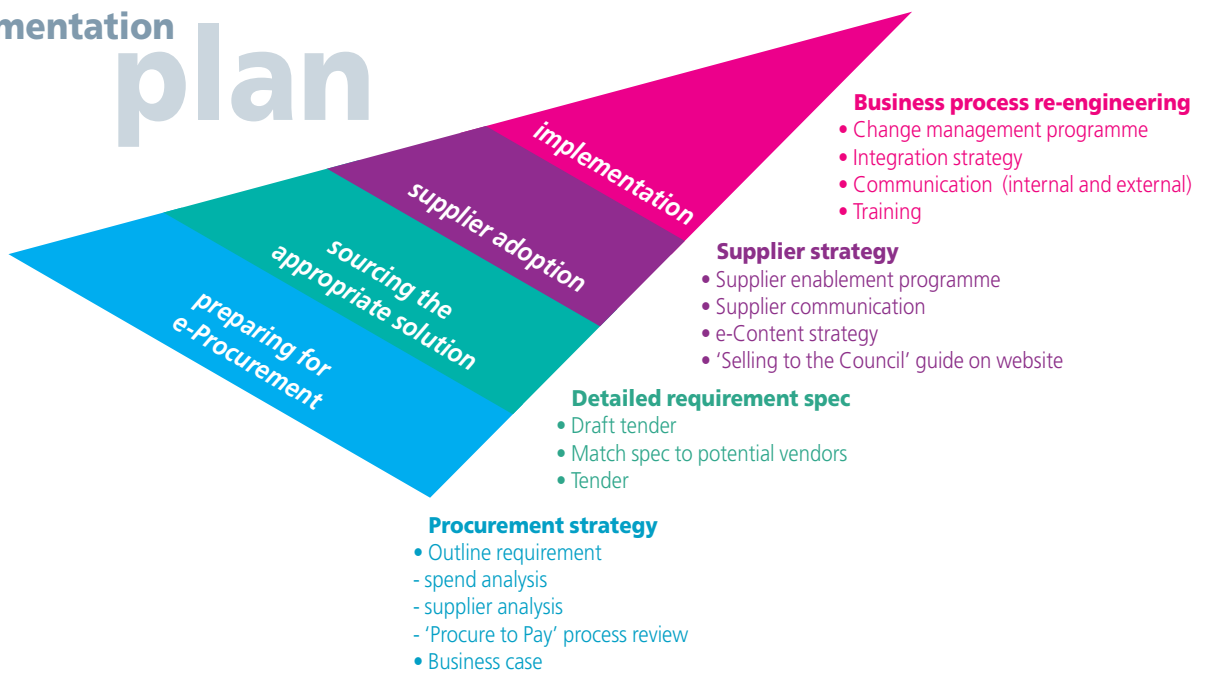 mentation
plan
implementation
supplier adoption
sourcing the
appropriate solution
preparing for
e-Procurement
Business process re-engineering
• Change management programme
• Integration strategy
• Communication (internal and external)
• Training
Supplier strategy
• Supplier enablement programme
• Supplier communication
• e-Content strategy
• ‘Selling to the Council’ guide on website
Detailed requirement spec
• Draft tender
• Match spec to potential vendors
• Tender
Procurement strategy
• Outline requirement
- spend analysis
- supplier analysis
- ‘Procure to Pay’ process review
• Business case